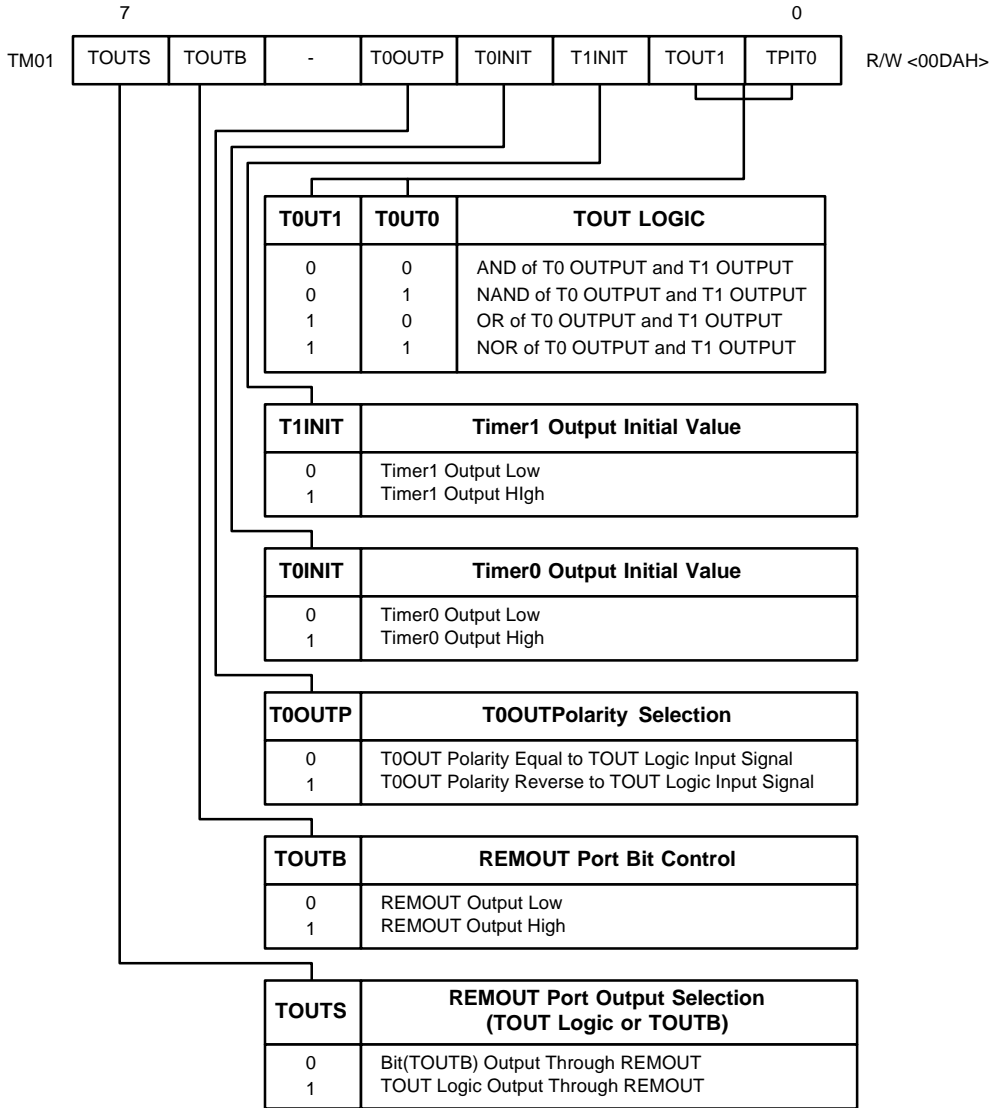 7 0
TM01 TOUTS TOUTB - T0OUTP T0INIT T1INIT TOUT1 TPIT0 R/W <00DAH>
T0UT1 T0UT0 TOUT LOGIC
0 0 AND of T0 OUTPUT and T1 OUTPUT
0 1 NAND of T0 OUTPUT and T1 OUTPUT
1 0 OR of T0 OUTPUT and T1 OUTPUT
1 1 NOR of T0 OUTPUT and T1 OUTPUT
T1INIT Timer1 Output Initial Value
0 Timer1 Output Low
1 Timer1 Output HIgh
T0INIT Timer0 Output Initial Value
0 Timer0 Output Low
1 Timer0 Output High
T0OUTP T0OUTPolarity Selection
0 T0OUT Polarity Equal to TOUT Logic Input Signal
1 T0OUT Polarity Reverse to TOUT Logic Input Signal
TOUTB REMOUT Port Bit Control
0 REMOUT Output Low
1 REMOUT Output High
TOUTS REMOUT Port Output Selection
(TOUT Logic or TOUTB)
0 Bit(TOUTB) Output Through REMOUT
1 TOUT Logic Output Through REMOUT